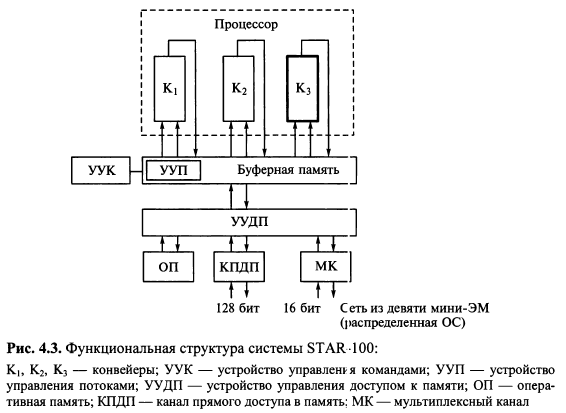 Процессор
K₁
K₂
K₃
УУК
УУП
Буферная память
УУДП
ОП
КПДП
МК
128 бит
16 бит
Сеть из девяти мини-ЭМ
(распределенная ОС)
Рис. 4.3. Функциональная структура системы STAR-100:
K₁, K₂, K₃ — конвейеры; УУК — устройство управления командами; УУП — устройство
управления потоками; УУДП — устройство управления доступом к памяти; ОП — опера-
тивная память; КПДП — канал прямого доступа в память; МК — мультиплексный канал